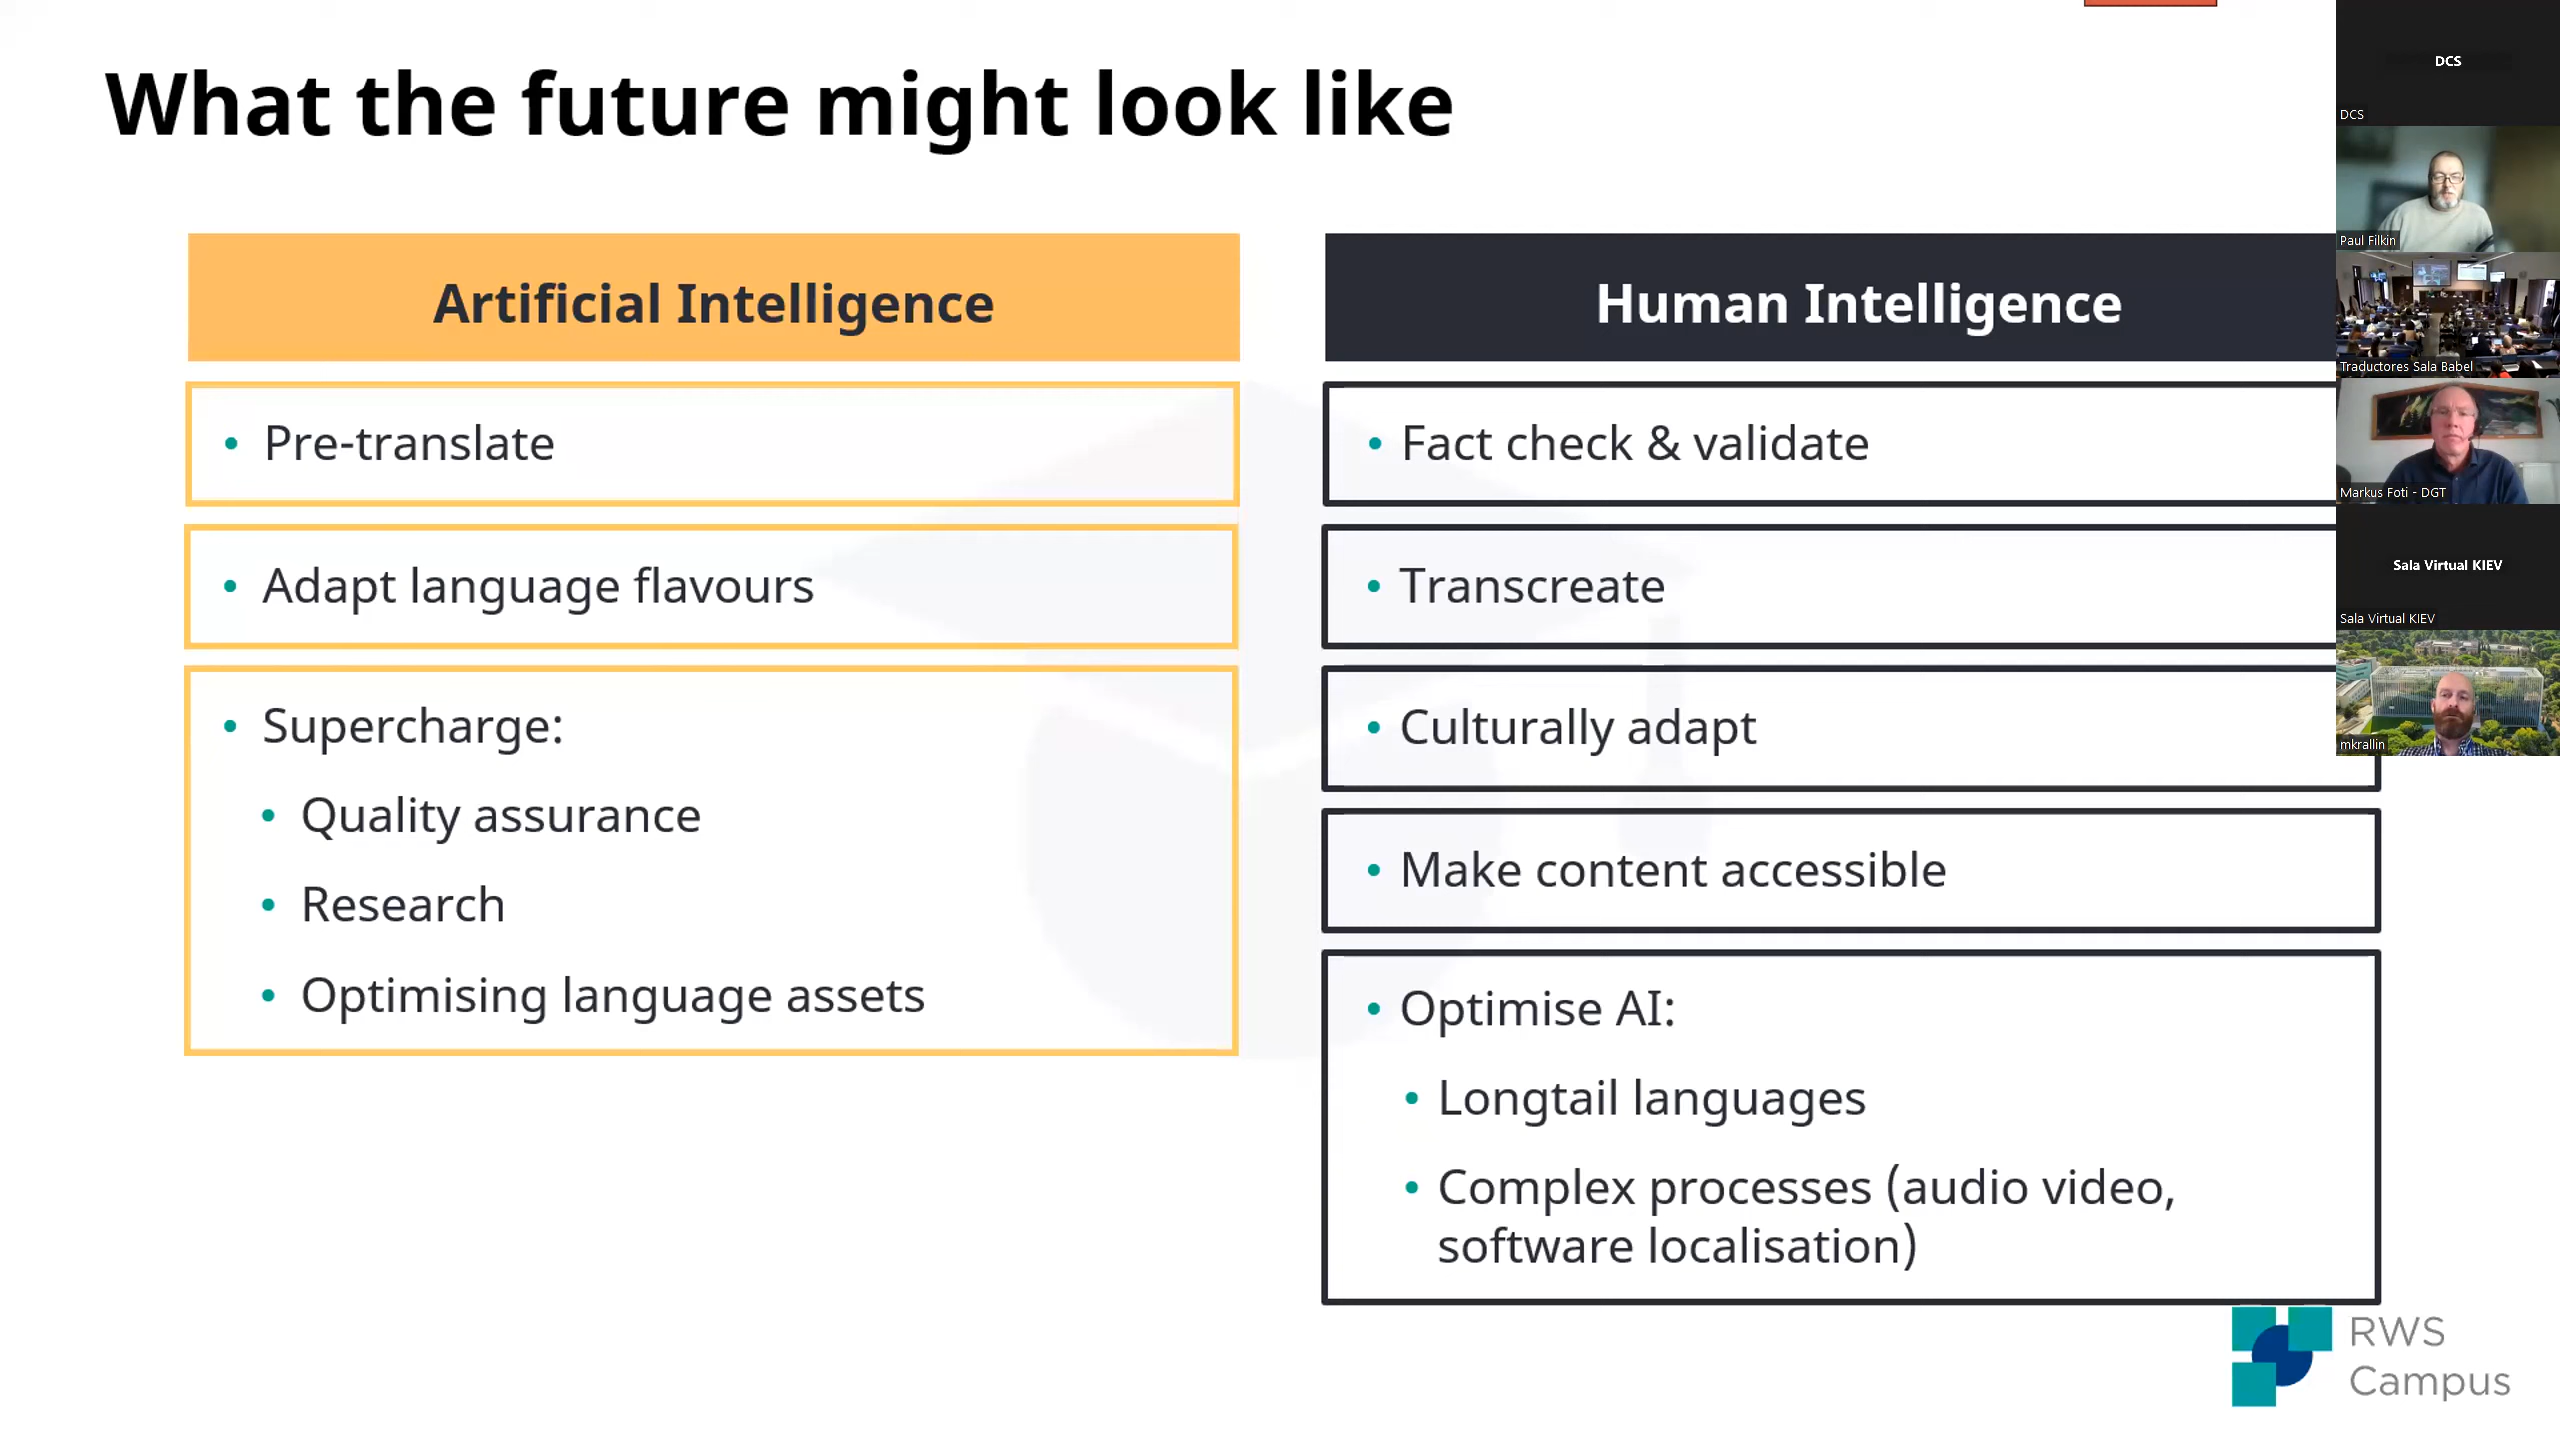 What the future might look like
Artificial Intelligence
• Pre-translate
• Adapt language flavours
• Supercharge:
• Quality assurance
• Research
• Optimising language assets
Human Intelligence
• Fact check & validate
• Transcreate
• Culturally adapt
• Make content accessible
• Optimise AI:
• Longtail languages
• Complex processes (audio video,
software localisation)
RWS
Campus
DCS
DCS
Paul Filkin
Traductores Sala Babel
Markus Foti - DGT
Sala Virtual KIEV
Sala Virtual KIEV
mkrallin